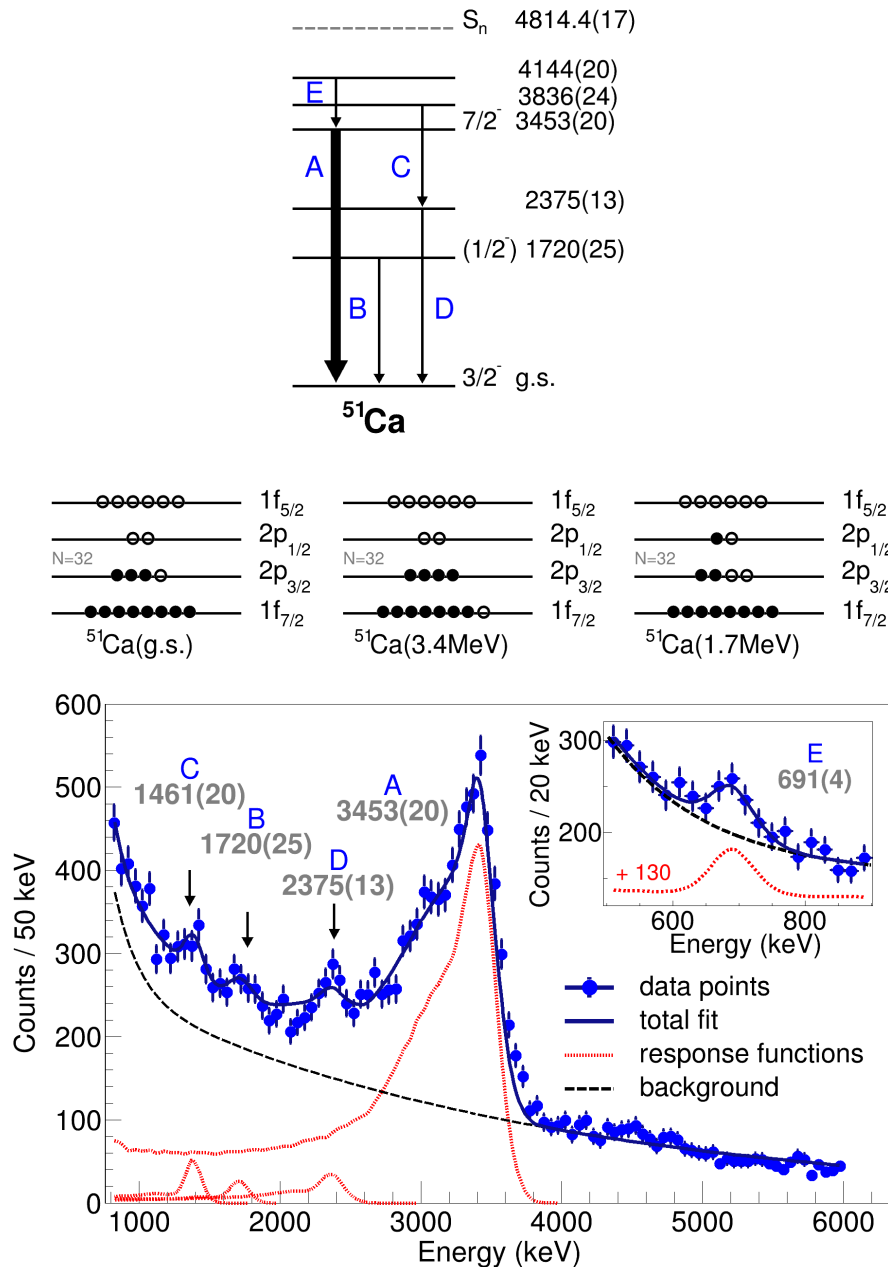 Sₙ 4814.4(17)
4144(20)
E
3836(24)
7/2⁻ 3453(20)
A C
2375(13)
(1/2⁻) 1720(25)
B D
3/2⁻ g.s.
⁵¹Ca
1f₅/₂ 1f₅/₂ 1f₅/₂
2p₁/₂ 2p₁/₂ 2p₁/₂
N=32 N=32 N=32
2p₃/₂ 2p₃/₂ 2p₃/₂
1f₇/₂ 1f₇/₂ 1f₇/₂
⁵¹Ca(g.s.) ⁵¹Ca(3.4MeV) ⁵¹Ca(1.7MeV)
Counts / 50 keV
600
500
400
300
200
100
0
1000 2000 3000 4000 5000 6000
Energy (keV)
C
1461(20)
B
1720(25)
D
2375(13)
A
3453(20)
Counts / 20 keV
300
200
E
691(4)
+ 130
600 800
Energy (keV)
data points
total fit
response functions
background